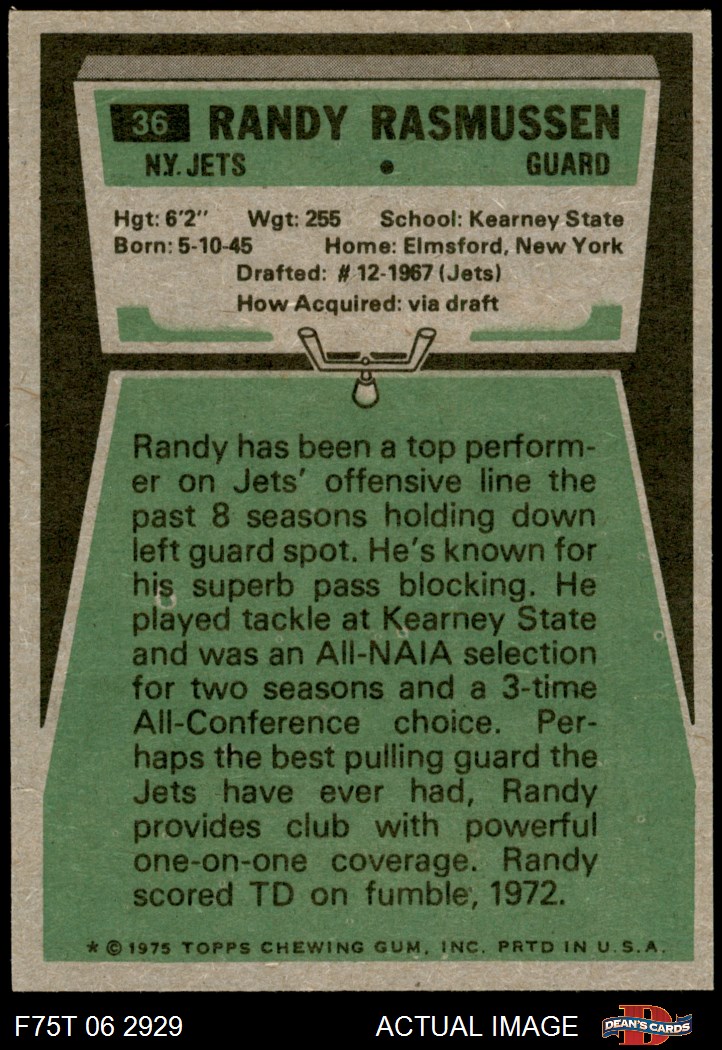 36 RANDY RASMUSSEN
N.Y. JETS • GUARD
Hgt: 6'2" Wgt: 255 School: Kearney State
Born: 5-10-45 Home: Elmsford, New York
Drafted: # 12-1967 (Jets)
How Acquired: via draft
Randy has been a top perform-
er on Jets' offensive line the
past 8 seasons holding down
left guard spot. He's known for
his superb pass blocking. He
played tackle at Kearney State
and was an All-NAIA selection
for two seasons and a 3-time
All-Conference choice. Per-
haps the best pulling guard the
Jets have ever had, Randy
provides club with powerful
one-on-one coverage. Randy
scored TD on fumble, 1972.
* © 1975 TOPPS CHEWING GUM, INC. PRTD IN U.S.A.
F75T 06 2929 ACTUAL IMAGE D DEAN'S CARDS